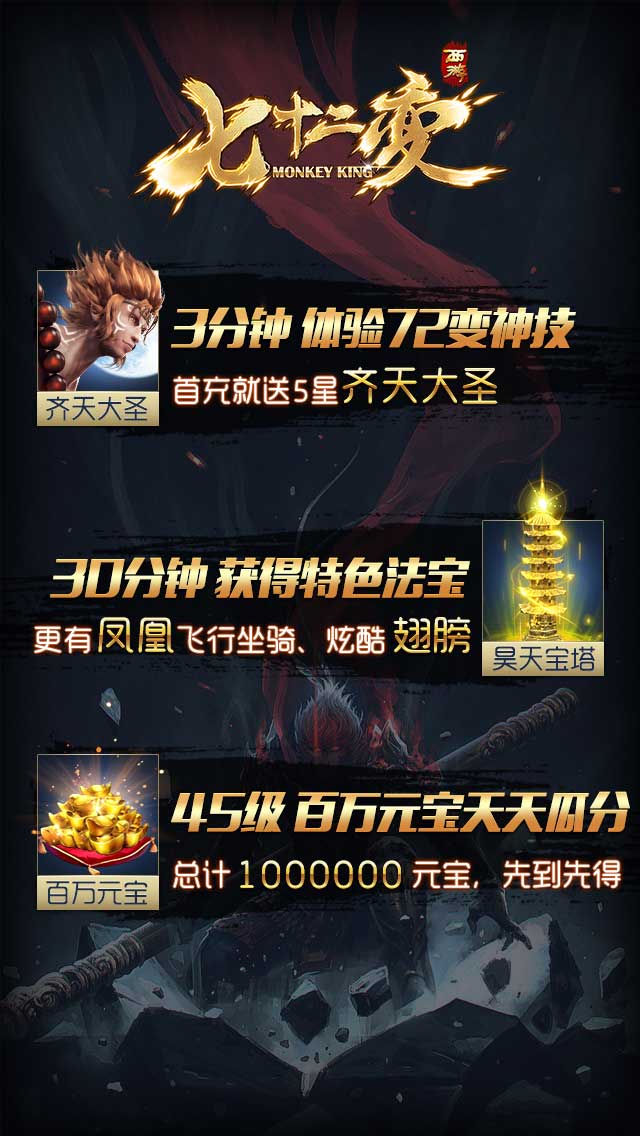 西游
七十二变
MONKEY KING
3分钟 体验72变神技
首充就送5星齐天大圣
齐天大圣
30分钟 获得特色法宝
更有凤凰飞行坐骑、炫酷翅膀
昊天宝塔
45级 百万元宝天天瓜分
总计1000000元宝，先到先得
百万元宝